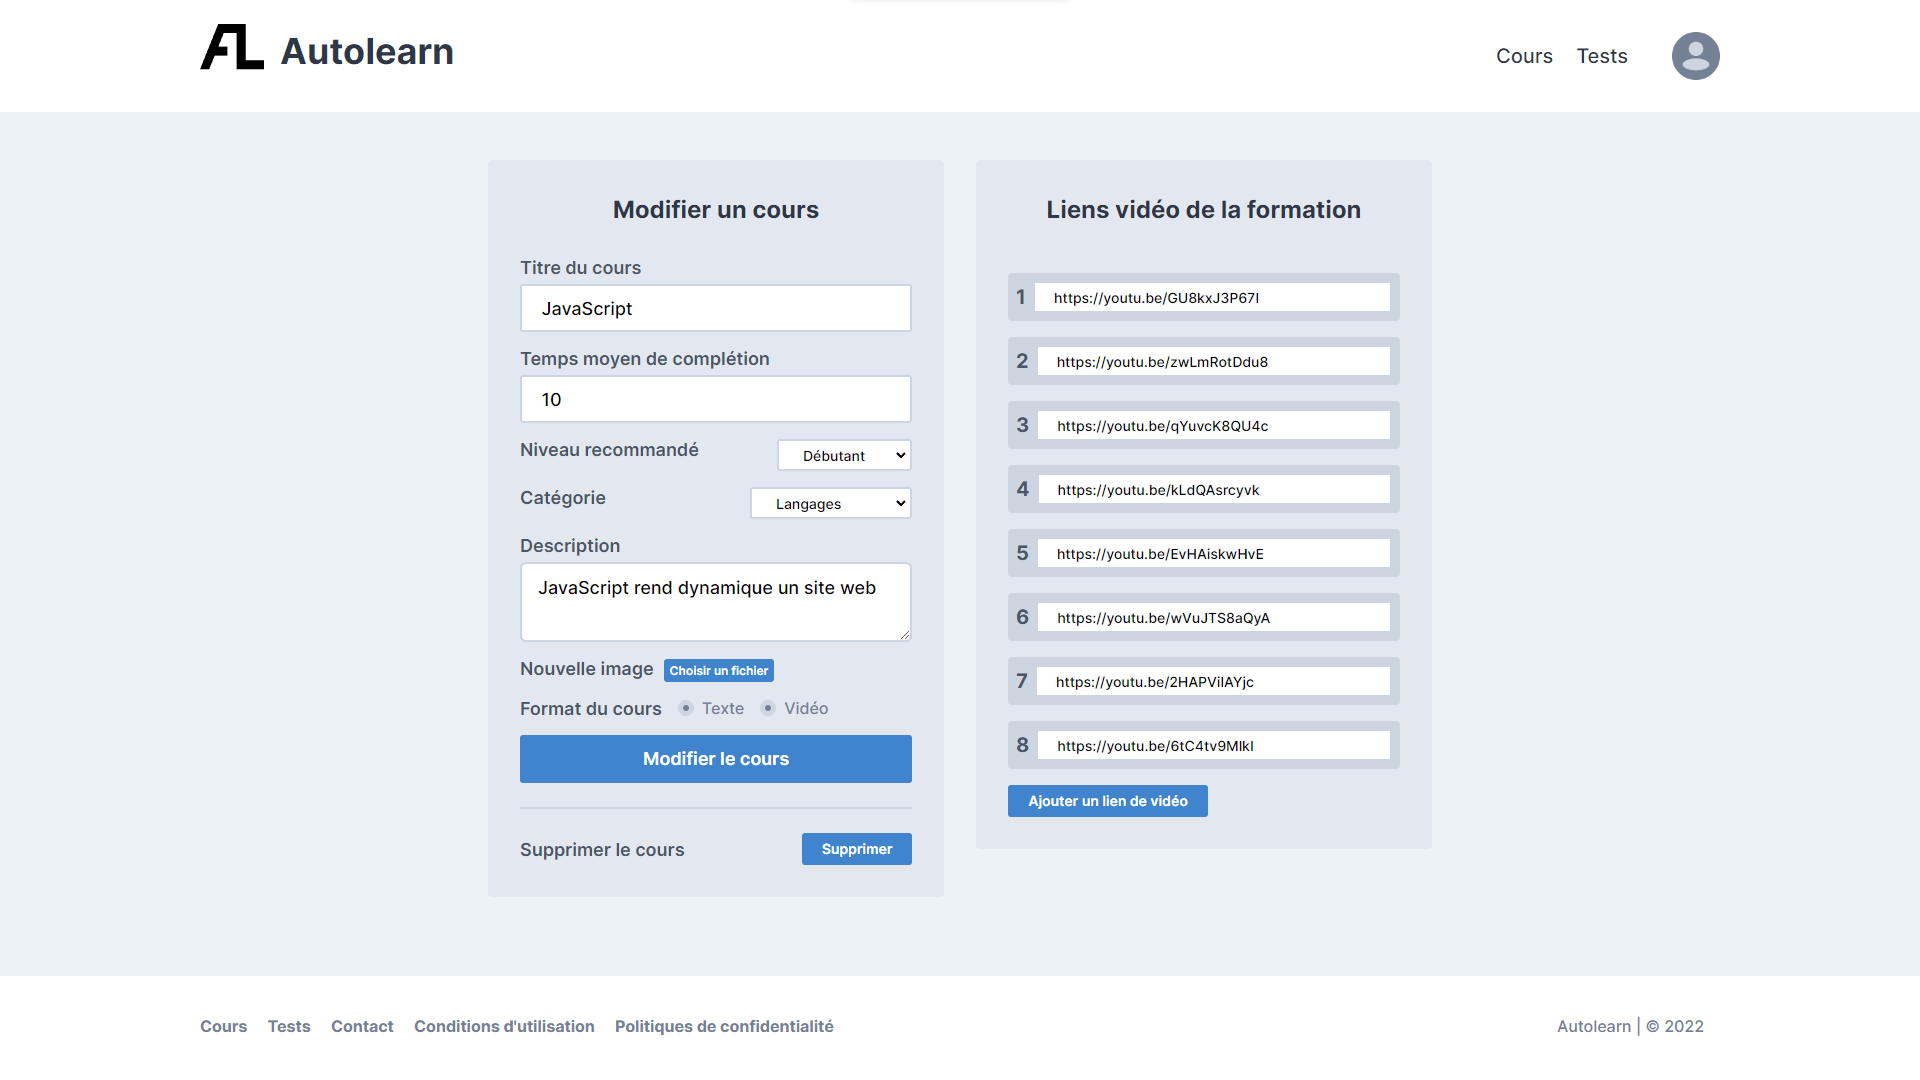 AL Autolearn
Cours Tests
Modifier un cours
Titre du cours
JavaScript
Temps moyen de complétion
10
Niveau recommandé Débutant
Catégorie Langages
Description
JavaScript rend dynamique un site web
Nouvelle image Choisir un fichier
Format du cours Texte Vidéo
Modifier le cours
Supprimer le cours Supprimer
Liens vidéo de la formation
1 https://youtu.be/GU8kxJ3P67I
2 https://youtu.be/zwLmRotDdu8
3 https://youtu.be/qYuvcK8QU4c
4 https://youtu.be/kLdQAsrcyvk
5 https://youtu.be/EvHAiskwHvE
6 https://youtu.be/wVuJTS8aQyA
7 https://youtu.be/2HAPViIAYjc
8 https://youtu.be/6tC4tv9MlkI
Ajouter un lien de vidéo
Cours Tests Contact Conditions d'utilisation Politiques de confidentialité
Autolearn | © 2022